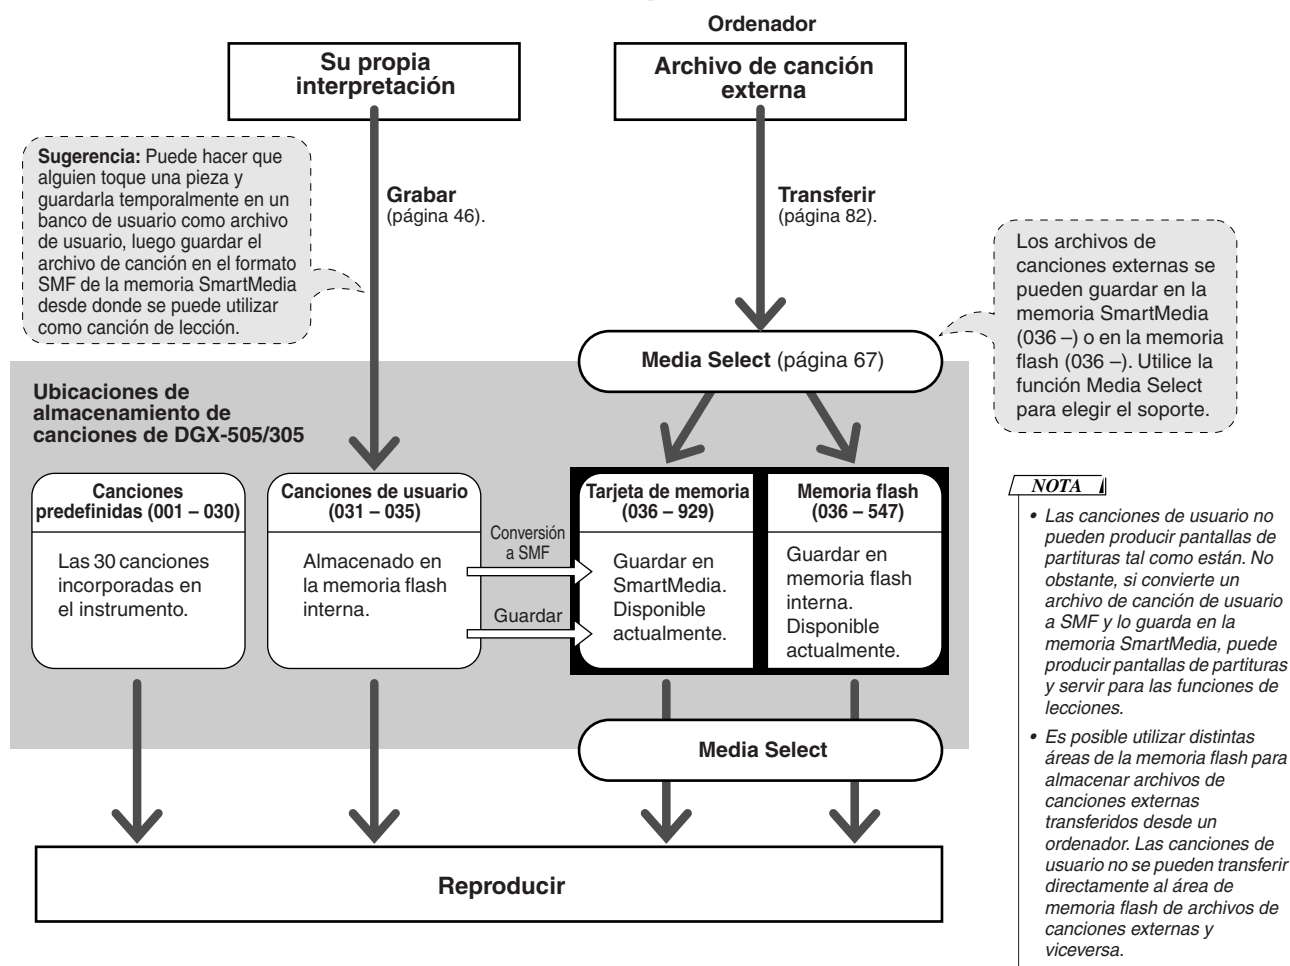 Ordenador
Su propia
interpretación
Archivo de canción
externa
Sugerencia: Puede hacer que
alguien toque una pieza y
guardarla temporalmente en un
banco de usuario como archivo
de usuario, luego guardar el
archivo de canción en el formato
SMF de la memoria SmartMedia
desde donde se puede utilizar
como canción de lección.
Grabar
(página 46).
Transferir
(página 82).
Los archivos de
canciones externas se
pueden guardar en la
memoria SmartMedia
(036 –) o en la memoria
flash (036 –). Utilice la
función Media Select
para elegir el soporte.
Media Select (página 67)
Ubicaciones de
almacenamiento de
canciones de DGX-505/305
Canciones
predefinidas (001 – 030)
Las 30 canciones
incorporadas en
el instrumento.
Canciones de usuario
(031 – 035)
Almacenado en
la memoria flash
interna.
Conversión
a SMF
Guardar
Tarjeta de memoria
(036 – 929)
Guardar en
SmartMedia.
Disponible
actualmente.
Memoria flash
(036 – 547)
Guardar en
memoria flash
interna.
Disponible
actualmente.
Media Select
Reproducir
NOTA
• Las canciones de usuario no
pueden producir pantallas de
partituras tal como están. No
obstante, si convierte un
archivo de canción de usuario
a SMF y lo guarda en la
memoria SmartMedia, puede
producir pantallas de partituras
y servir para las funciones de
lecciones.
• Es posible utilizar distintas
áreas de la memoria flash para
almacenar archivos de
canciones externas
transferidos desde un
ordenador. Las canciones de
usuario no se pueden transferir
directamente al área de
memoria flash de archivos de
canciones externas y
viceversa.